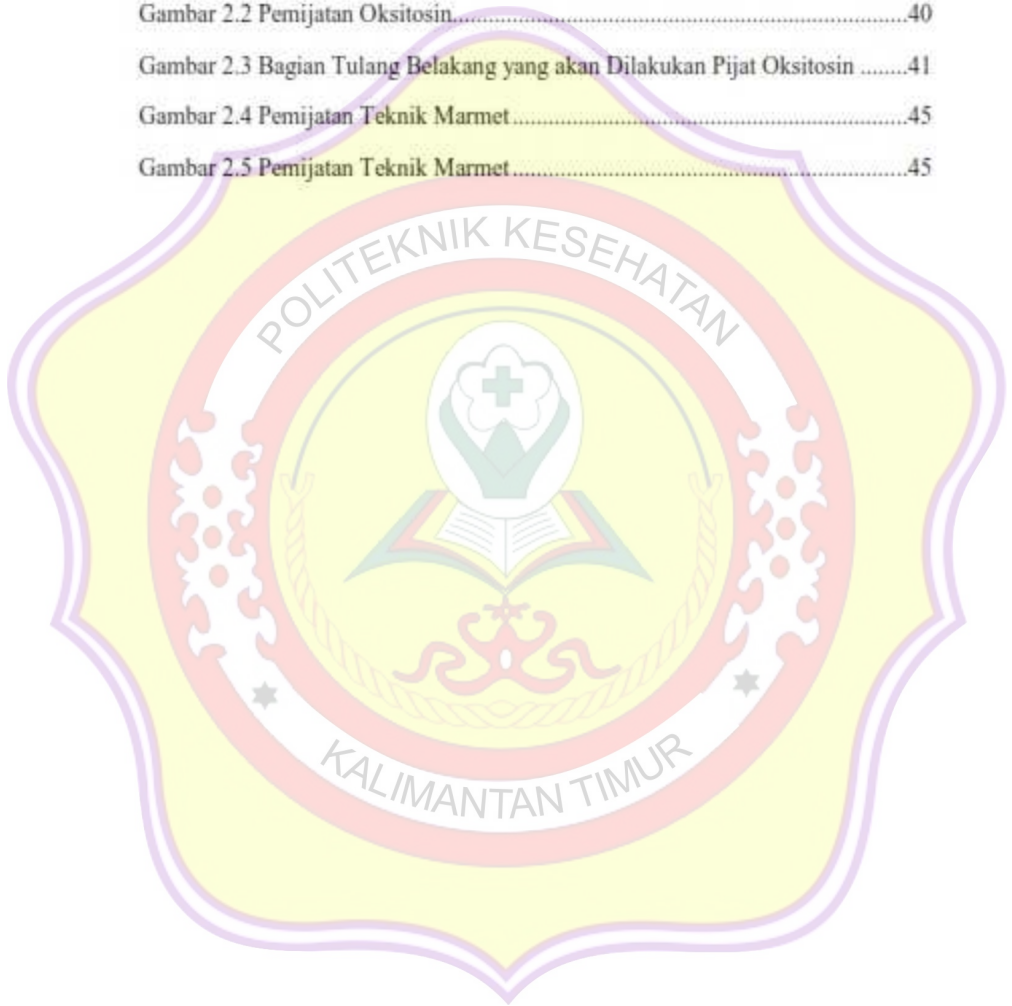 Gambar 2.2 Pemijatan Oksitosin....................................................................................40
Gambar 2.3 Bagian Tulang Belakang yang akan Dilakukan Pijat Oksitosin ........41
Gambar 2.4 Pemijatan Teknik Marmet.........................................................................45
Gambar 2.5 Pemijatan Teknik Marmet.........................................................................45
POLITEKNIK KESEHATAN
KALIMANTAN TIMUR